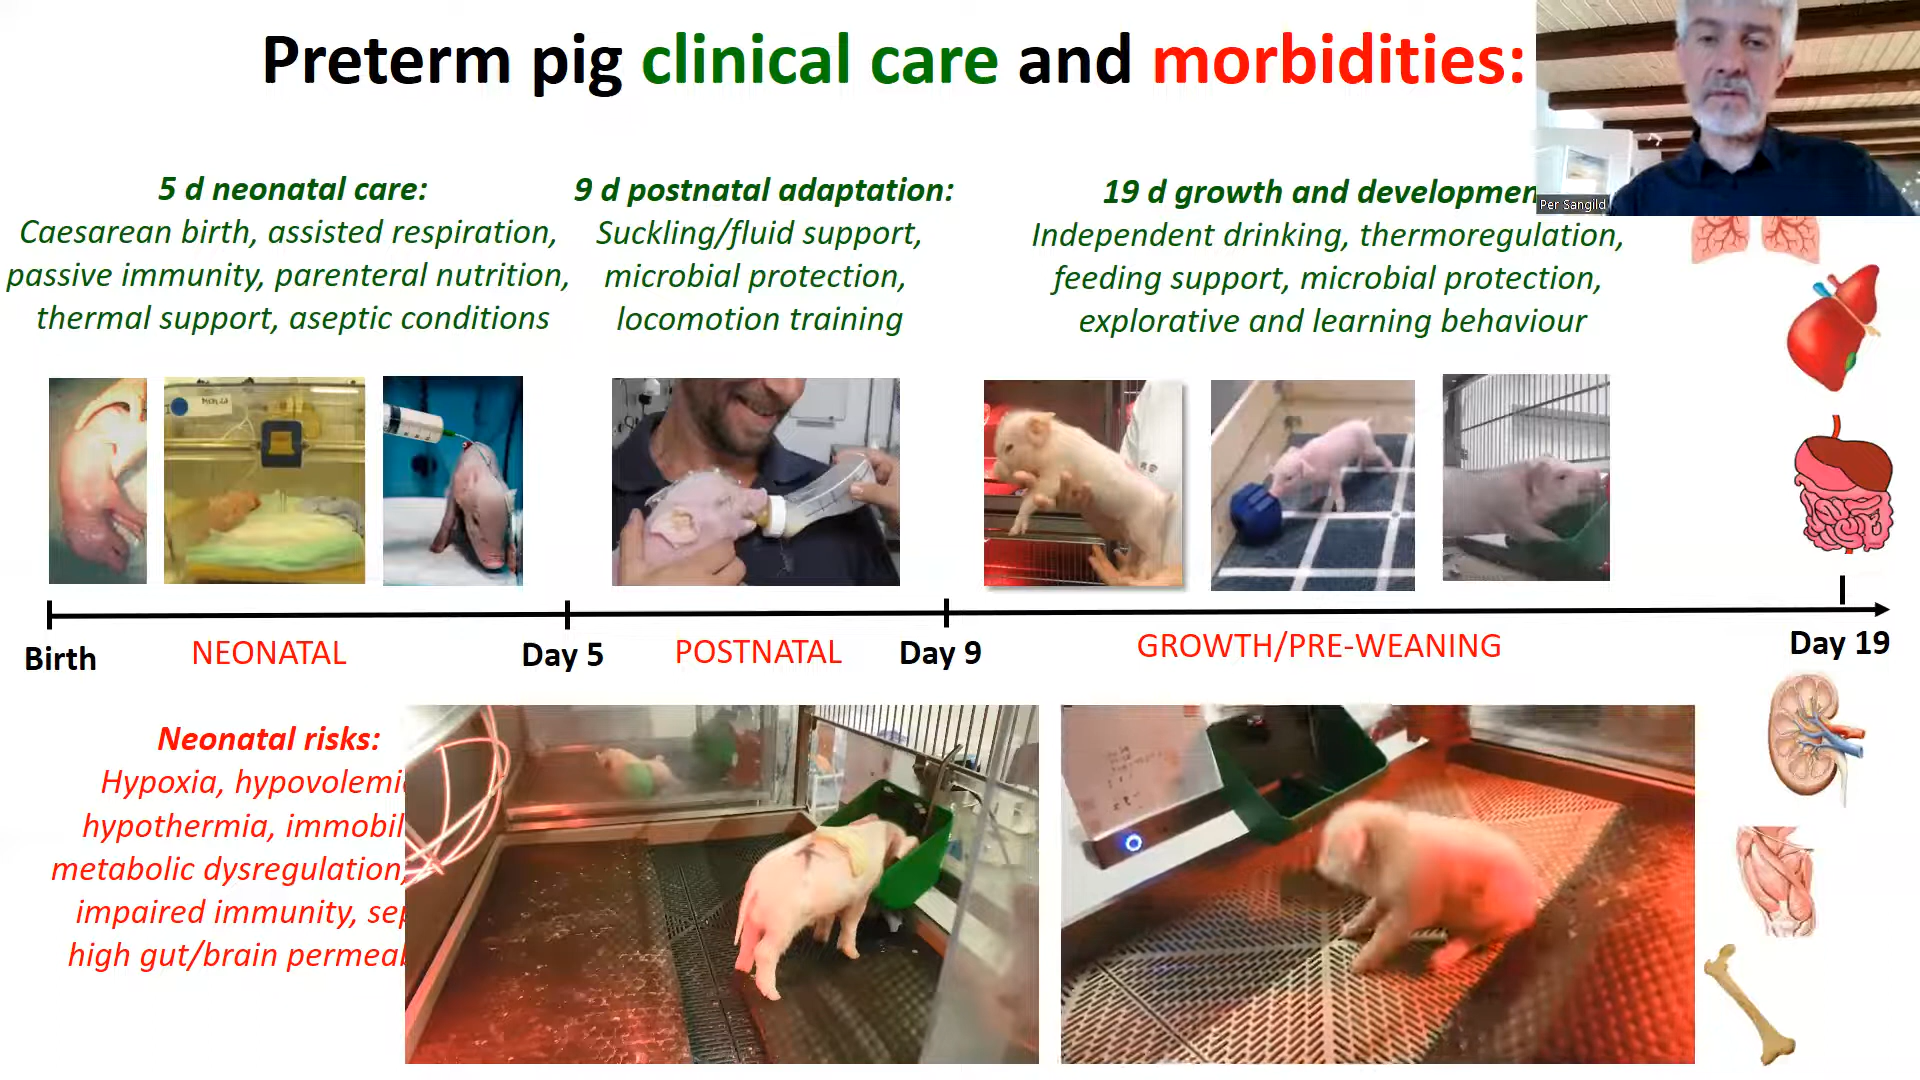 Preterm pig clinical care and morbidities:
Per Sangild
5 d neonatal care:
Caesarean birth, assisted respiration,
passive immunity, parenteral nutrition,
thermal support, aseptic conditions
9 d postnatal adaptation:
Suckling/fluid support,
microbial protection,
locomotion training
19 d growth and developmen
Independent drinking, thermoregulation,
feeding support, microbial protection,
explorative and learning behaviour
Birth
NEONATAL
Day 5
POSTNATAL
Day 9
GROWTH/PRE-WEANING
Day 19
Neonatal risks:
Hypoxia, hypovolemi
hypothermia, immobil
metabolic dysregulation,
impaired immunity, sep
high gut/brain permeab